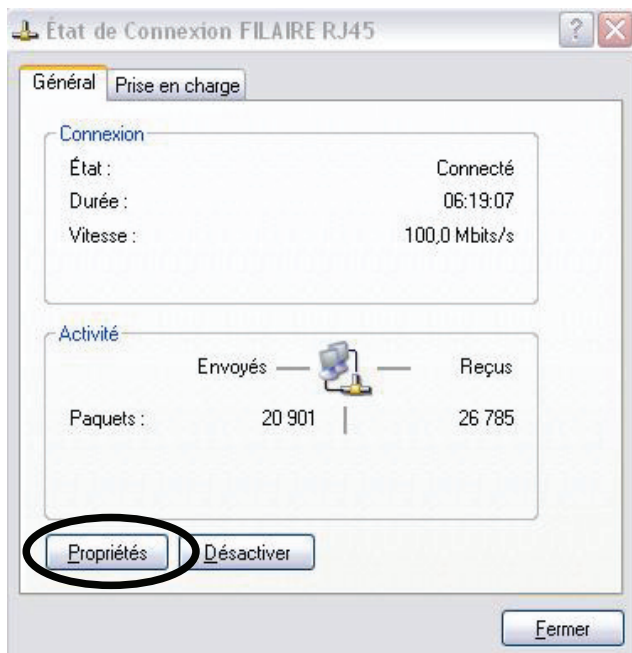 État de Connexion FILAIRE RJ45
Général Prise en charge
Connexion
État : Connecté
Durée : 06:19:07
Vitesse : 100,0 Mbits/s
Activité
Envoyés Reçus
Paquets : 20 901 26 785
Propriétés Désactiver
Fermer